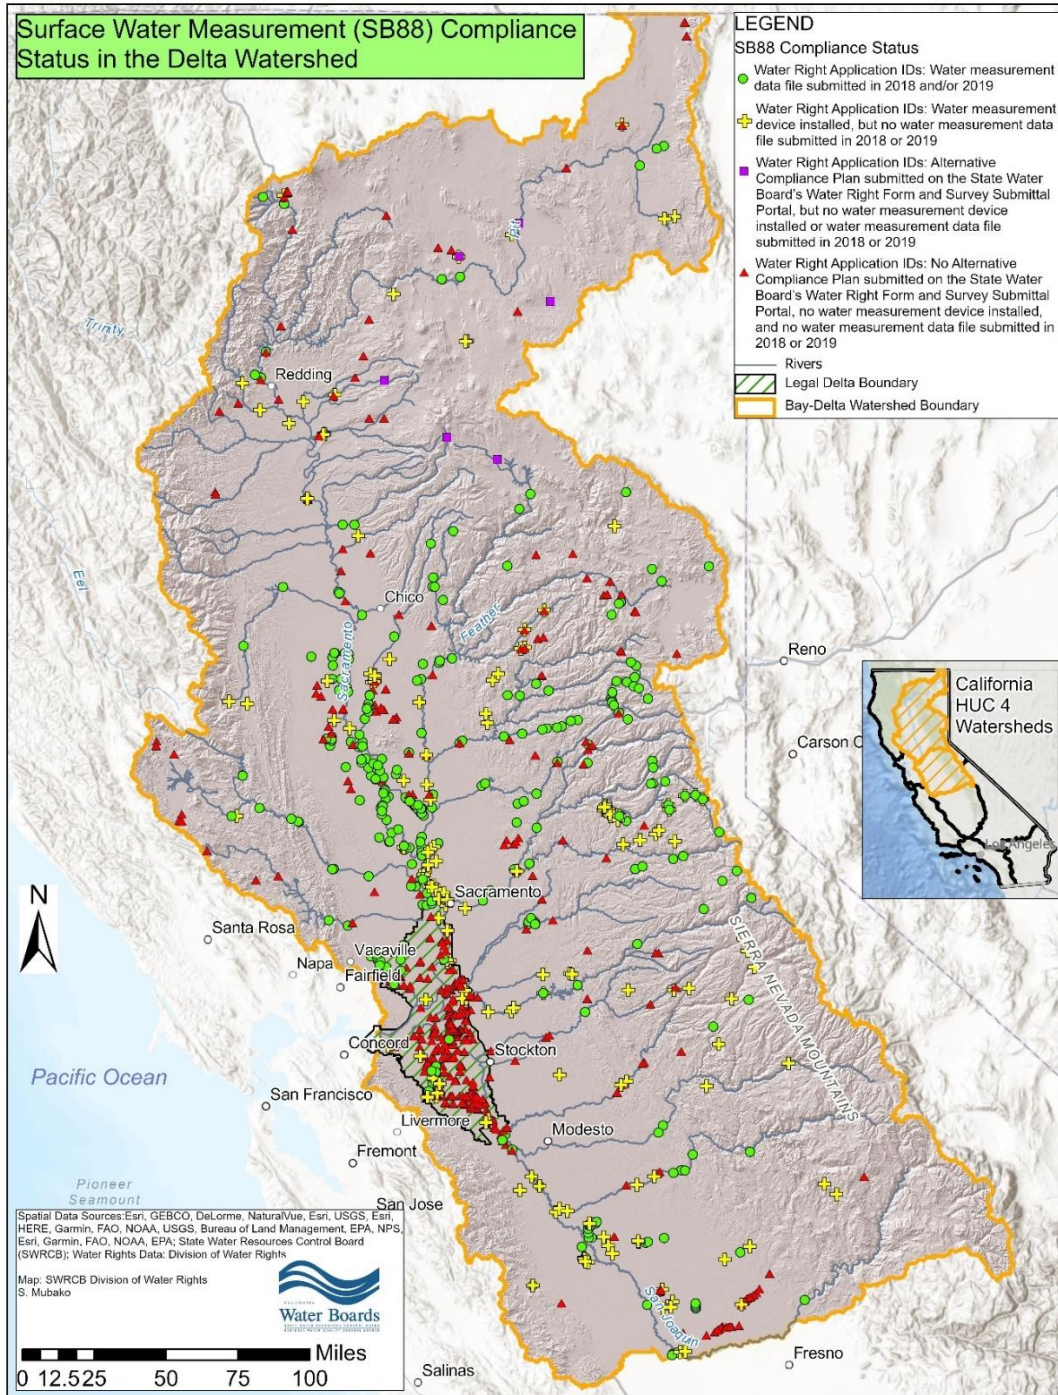 Surface Water Measurement (SB88) Compliance
Status in the Delta Watershed
LEGEND
SB88 Compliance Status
Water Right Application IDs: Water measurement
data file submitted in 2018 and/or 2019
Water Right Application IDs: Water measurement
device installed, but no water measurement data
file submitted in 2018 or 2019
Water Right Application IDs: Alternative
Compliance Plan submitted on the State Water
Board's Water Right Form and Survey Submittal
Portal, but no water measurement device
installed or water measurement data file
submitted in 2018 or 2019
Water Right Application IDs: No Alternative
Compliance Plan submitted on the State Water
Board's Water Right Form and Survey Submittal
Portal, no water measurement device installed,
and no water measurement data file submitted in
2018 or 2019
Rivers
Legal Delta Boundary
Bay-Delta Watershed Boundary
Pit
Trinity
Redding
Eel
Chico
Feather
Sacramento
Reno
California
HUC 4
Watersheds
Los Angeles
Carson C
N
Sacramento
Santa Rosa
Vacaville
Napa
Fairfield
SIERRA NEVADA MOUNTAINS
Concord
Stockton
Pacific Ocean
San Francisco
Livermore
Modesto
Fremont
Pioneer
Seamount
San Jose
San Joaquin
Spatial Data Sources:Esri, GEBCO, DeLorme, NaturalVue, Esri, USGS, Esri,
HERE, Garmin, FAO, NOAA, USGS, Bureau of Land Management, EPA, NPS,
Esri, Garmin, FAO, NOAA, EPA; State Water Resources Control Board
(SWRCB); Water Rights Data: Division of Water Rights
Map: SWRCB Division of Water Rights
S. Mubako
Water Boards
Miles
0 12.5 25 50 75 100
Salinas
Fresno